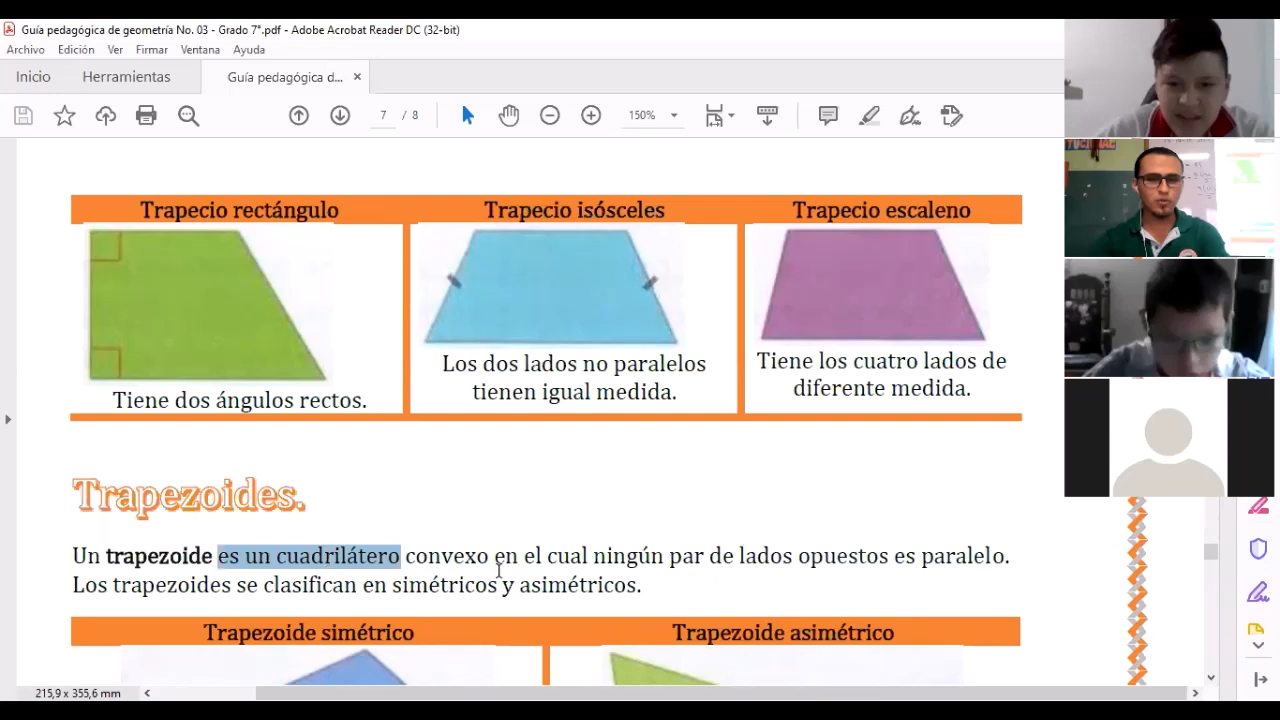 Guía pedagógica de geometría No. 03 - Grado 7°.pdf - Adobe Acrobat Reader DC (32-bit)
Archivo Edición Ver Firmar Ventana Ayuda
Inicio Herramientas Guía pedagógica d... ×
7 / 8 150%
Trapecio rectángulo Trapecio isósceles Trapecio escaleno
Tiene dos ángulos rectos.
Los dos lados no paralelos
tienen igual medida.
Tiene los cuatro lados de
diferente medida.
Trapezoides.
Un trapezoide es un cuadrilátero convexo en el cual ningún par de lados opuestos es paralelo.
Los trapezoides se clasifican en simétricos y asimétricos.
Trapezoide simétrico Trapezoide asimétrico
215,9 x 355,6 mm